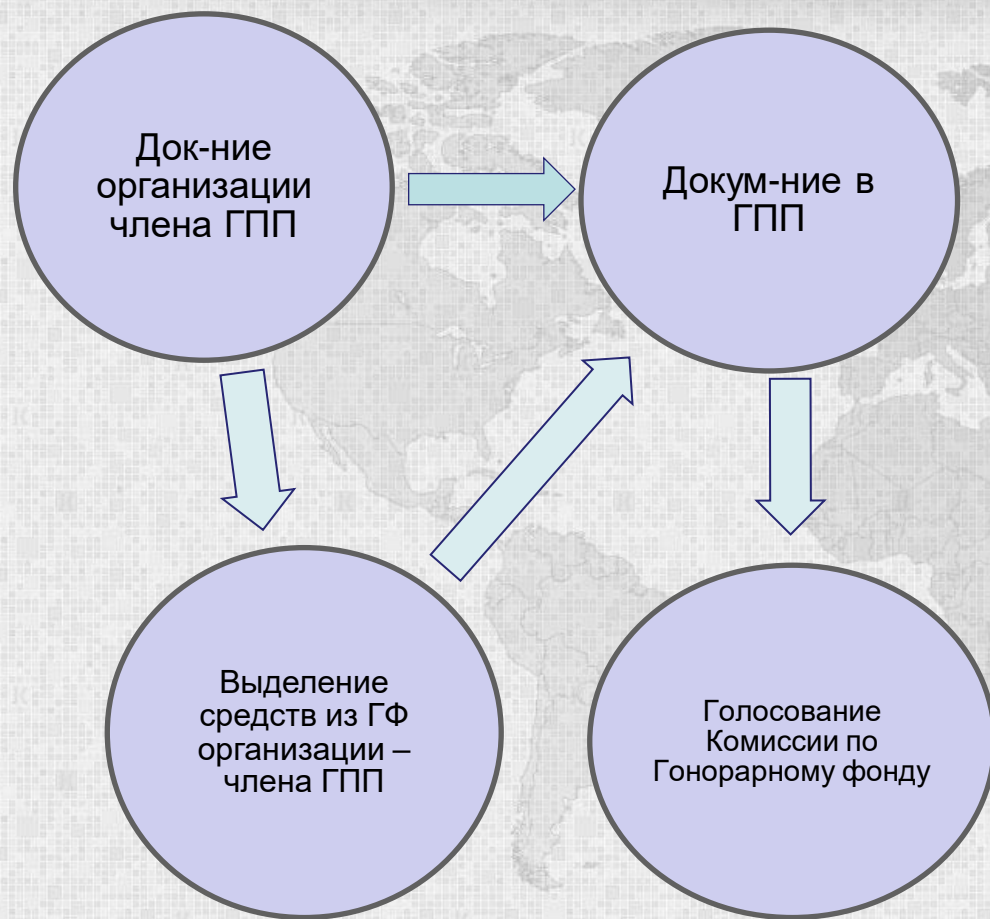 Док-ние
организации
члена ГПП
Докум-ние в
ГПП
Выделение
средств из ГФ
организации –
члена ГПП
Голосование
Комиссии по
Гонорарному фонду